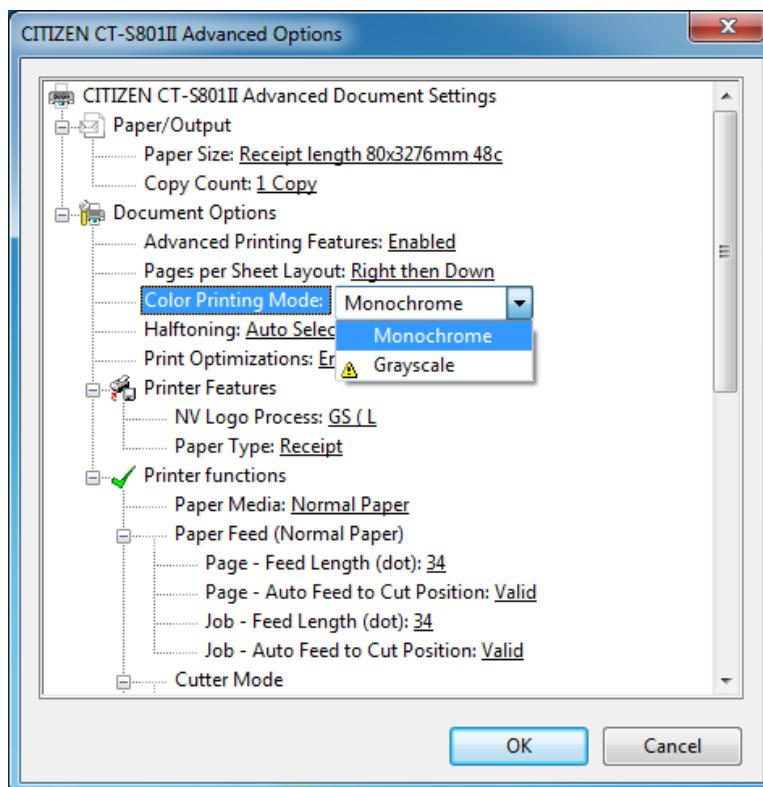 CITIZEN CT-S801II Advanced Options
CITIZEN CT-S801II Advanced Document Settings
Paper/Output
Paper Size: Receipt length 80x3276mm 48c
Copy Count: 1 Copy
Document Options
Advanced Printing Features: Enabled
Pages per Sheet Layout: Right then Down
Color Printing Mode: Monochrome
Halftoning: Auto Selec
Monochrome
Print Optimizations: Er
Grayscale
Printer Features
NV Logo Process: GS ( L
Paper Type: Receipt
Printer functions
Paper Media: Normal Paper
Paper Feed (Normal Paper)
Page - Feed Length (dot): 34
Page - Auto Feed to Cut Position: Valid
Job - Feed Length (dot): 34
Job - Auto Feed to Cut Position: Valid
Cutter Mode
OK
Cancel